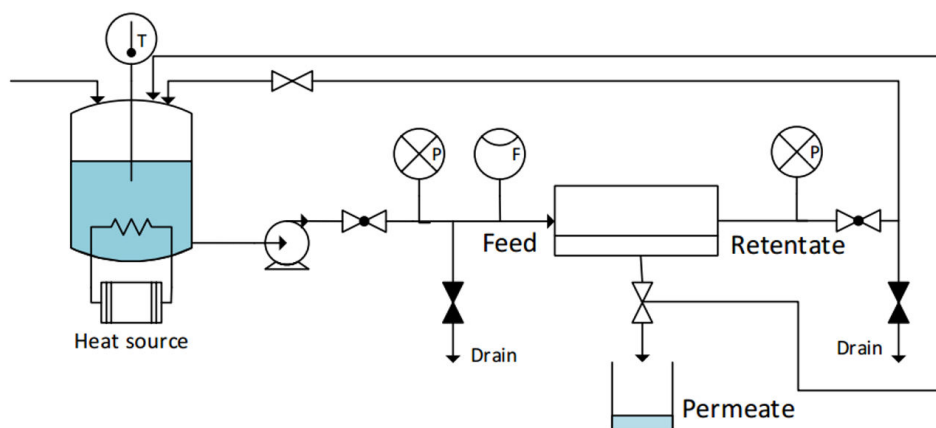 T
P
F
P
Feed
Retentate
Heat source
Drain
Drain
Permeate